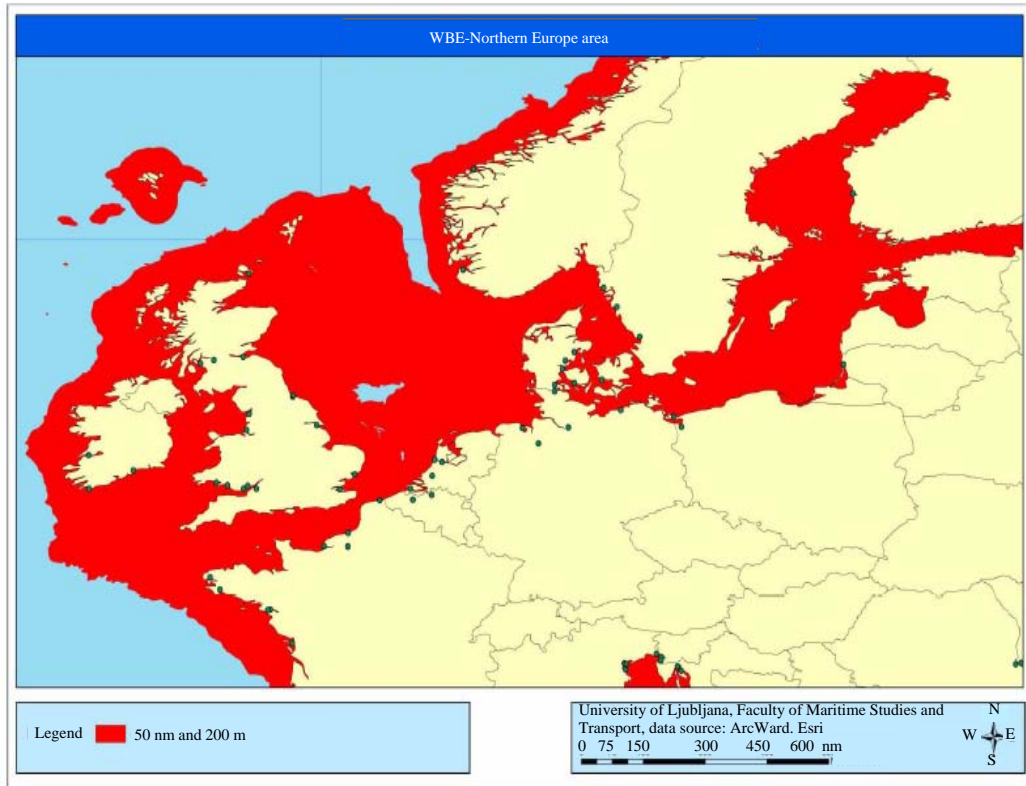 WBE-Northern Europe area
Legend
50 nm and 200 m
University of Ljubljana, Faculty of Maritime Studies and
Transport, data source: ArcWard. Esri
0 75 150 300 450 600 nm
N
W E
S